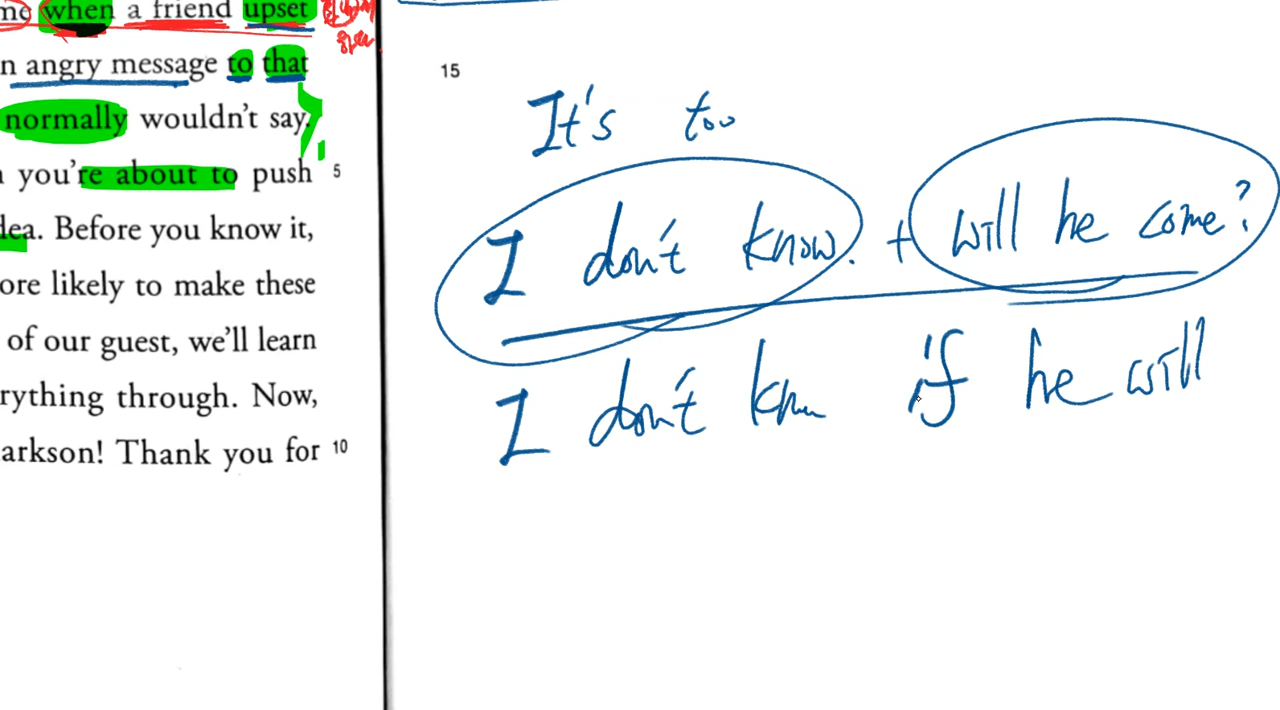 me when a friend upset
n angry message to that
normally wouldn't say.
you're about to push 5
dea. Before you know it,
ore likely to make these
of our guest, we'll learn
rything through. Now,
arkson! Thank you for 10
15
It's too
I don't know. + will he come?
I don't know if he will